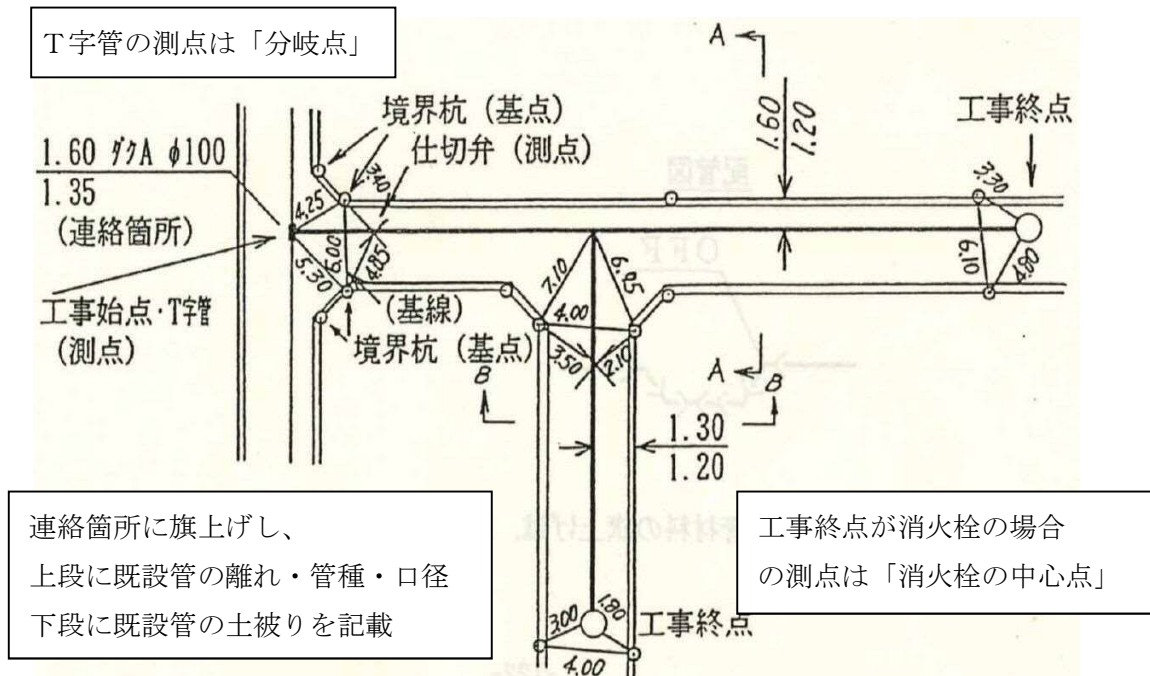 T字管の測点は「分岐点」
A
1.60
1.20
工事終点
境界杭（基点）
仕切弁（測点）
1.60 ダクA φ100
1.35
（連絡箇所）
3.40
4.25
6.00
5.30
4.85
3.30
6.10
4.80
工事始点・T字管
（測点）
（基線）
境界杭（基点）
7.10
6.95
4.00
3.50
2.10
A
B
B
1.30
1.20
連絡箇所に旗上げし、
上段に既設管の離れ・管種・口径
下段に既設管の土被りを記載
工事終点が消火栓の場合
の測点は「消火栓の中心点」
3.00
1.80
工事終点
4.00